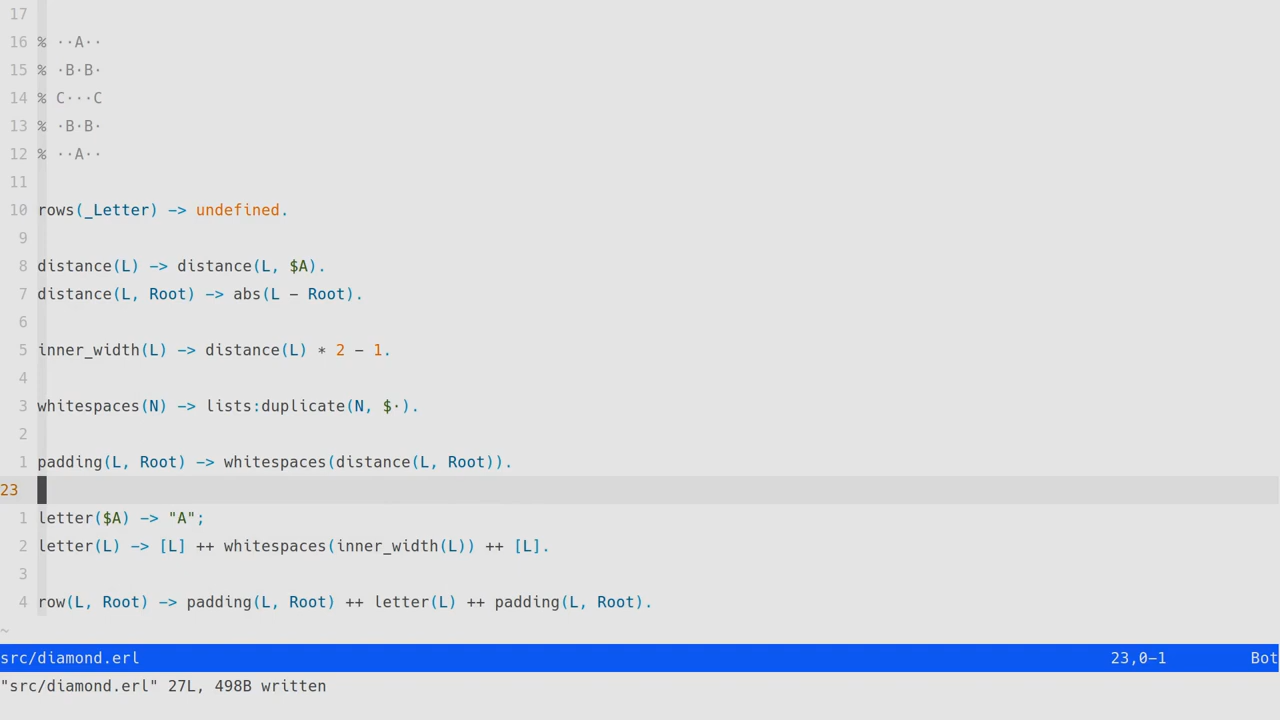 17
16 % ··A··
15 % ·B·B·
14 % C···C
13 % ·B·B·
12 % ··A··
11
10 rows(_Letter) -> undefined.
9
8 distance(L) -> distance(L, $A).
7 distance(L, Root) -> abs(L - Root).
6
5 inner_width(L) -> distance(L) * 2 - 1.
4
3 whitespaces(N) -> lists:duplicate(N, $·).
2
1 padding(L, Root) -> whitespaces(distance(L, Root)).
23
1 letter($A) -> "A";
2 letter(L) -> [L] ++ whitespaces(inner_width(L)) ++ [L].
3
4 row(L, Root) -> padding(L, Root) ++ letter(L) ++ padding(L, Root).
~
src/diamond.erl 23,0-1 Bot
"src/diamond.erl" 27L, 498B written